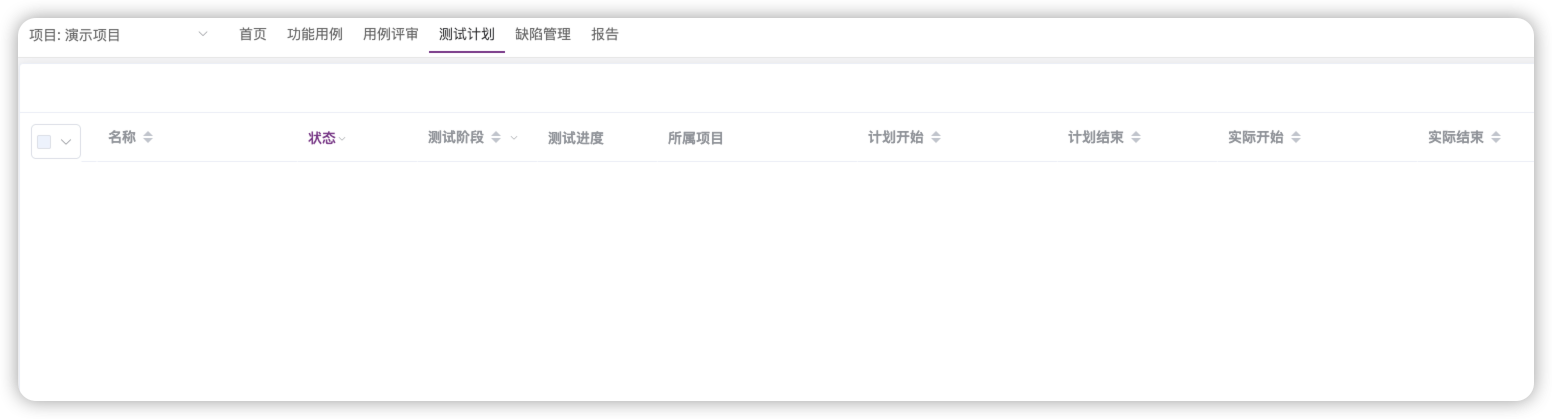 项目: 演示项目 首页 功能用例 用例评审 测试计划 缺陷管理 报告
名称 状态 测试阶段 测试进度 所属项目 计划开始 计划结束 实际开始 实际结束